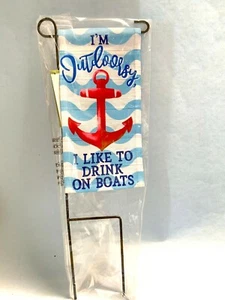 I'M
Outdoorsy,
I LIKE TO
DRINK
ON BOATS